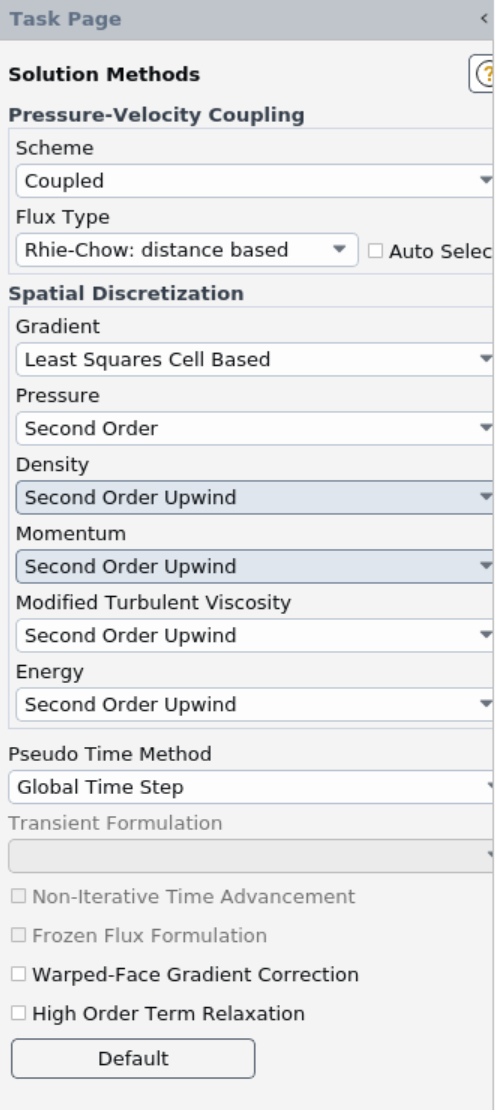 Task Page
Solution Methods
?
Pressure-Velocity Coupling
Scheme
Coupled
Flux Type
Rhie-Chow: distance based
Auto Selec
Spatial Discretization
Gradient
Least Squares Cell Based
Pressure
Second Order
Density
Second Order Upwind
Momentum
Second Order Upwind
Modified Turbulent Viscosity
Second Order Upwind
Energy
Second Order Upwind
Pseudo Time Method
Global Time Step
Transient Formulation
Non-Iterative Time Advancement
Frozen Flux Formulation
Warped-Face Gradient Correction
High Order Term Relaxation
Default